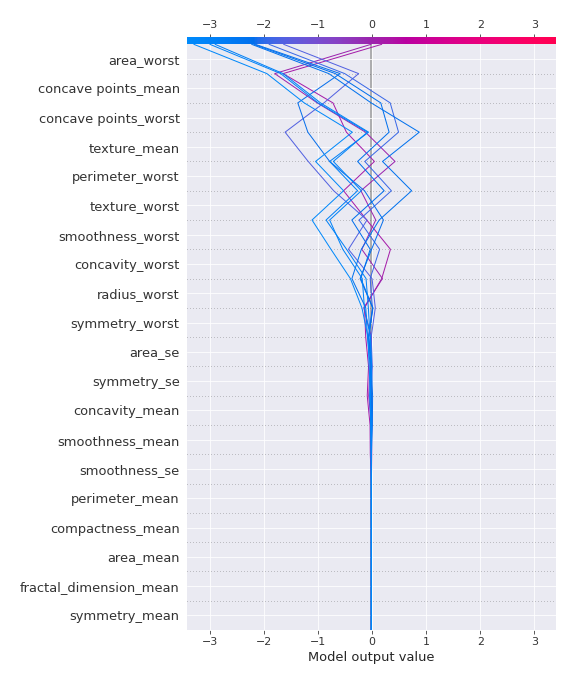 −3 −2 −1 0 1 2 3
area_worst
concave points_mean
concave points_worst
texture_mean
perimeter_worst
texture_worst
smoothness_worst
concavity_worst
radius_worst
symmetry_worst
area_se
symmetry_se
concavity_mean
smoothness_mean
smoothness_se
perimeter_mean
compactness_mean
area_mean
fractal_dimension_mean
symmetry_mean
−3 −2 −1 0 1 2 3
Model output value